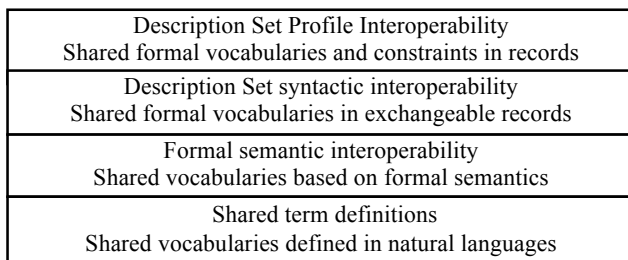 Description Set Profile Interoperability
Shared formal vocabularies and constraints in records
Description Set syntactic interoperability
Shared formal vocabularies in exchangeable records
Formal semantic interoperability
Shared vocabularies based on formal semantics
Shared term definitions
Shared vocabularies defined in natural languages